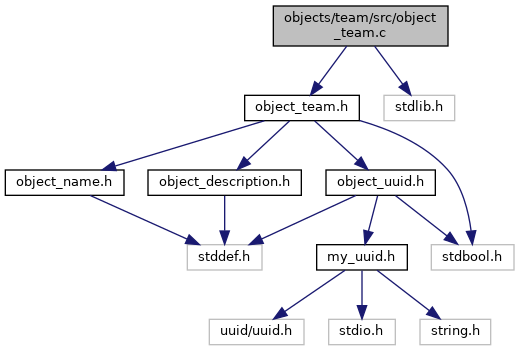 objects/team/src/object
_team.c
object_team.h
stdlib.h
object_name.h
object_description.h
object_uuid.h
stddef.h
my_uuid.h
stdbool.h
uuid/uuid.h
stdio.h
string.h